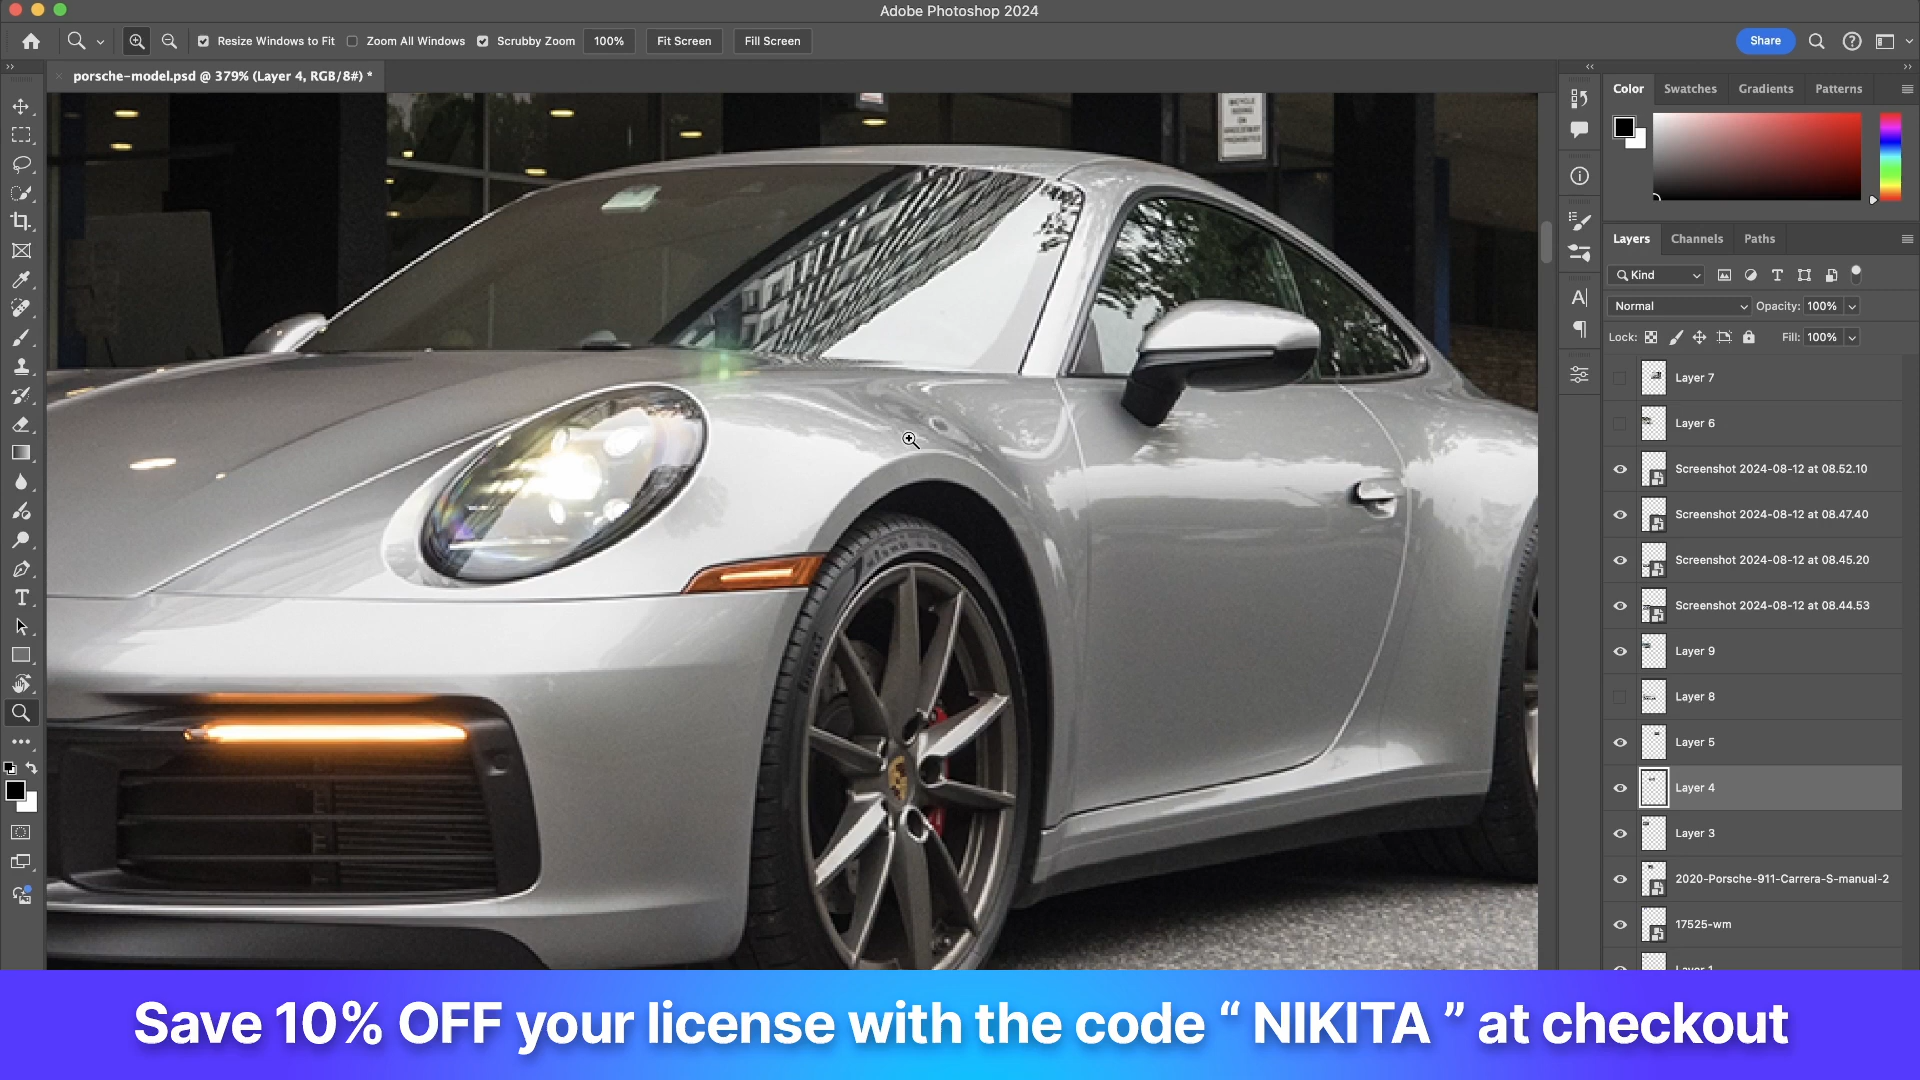 Adobe Photoshop 2024
Resize Windows to Fit
Zoom All Windows
Scrubby Zoom
100%
Fit Screen
Fill Screen
Share
porsche-model.psd @ 379% (Layer 4, RGB/8#) *
Color
Swatches
Gradients
Patterns
Layers
Channels
Paths
Kind
Normal
Opacity: 100%
Lock:
Fill: 100%
Layer 7
Layer 6
Screenshot 2024-08-12 at 08.52.10
Screenshot 2024-08-12 at 08.47.40
Screenshot 2024-08-12 at 08.45.20
Screenshot 2024-08-12 at 08.44.53
Layer 9
Layer 8
Layer 5
Layer 4
Layer 3
2020-Porsche-911-Carrera-S-manual-2
17525-wm
Layer 1
Save 10% OFF your license with the code “ NIKITA ” at checkout